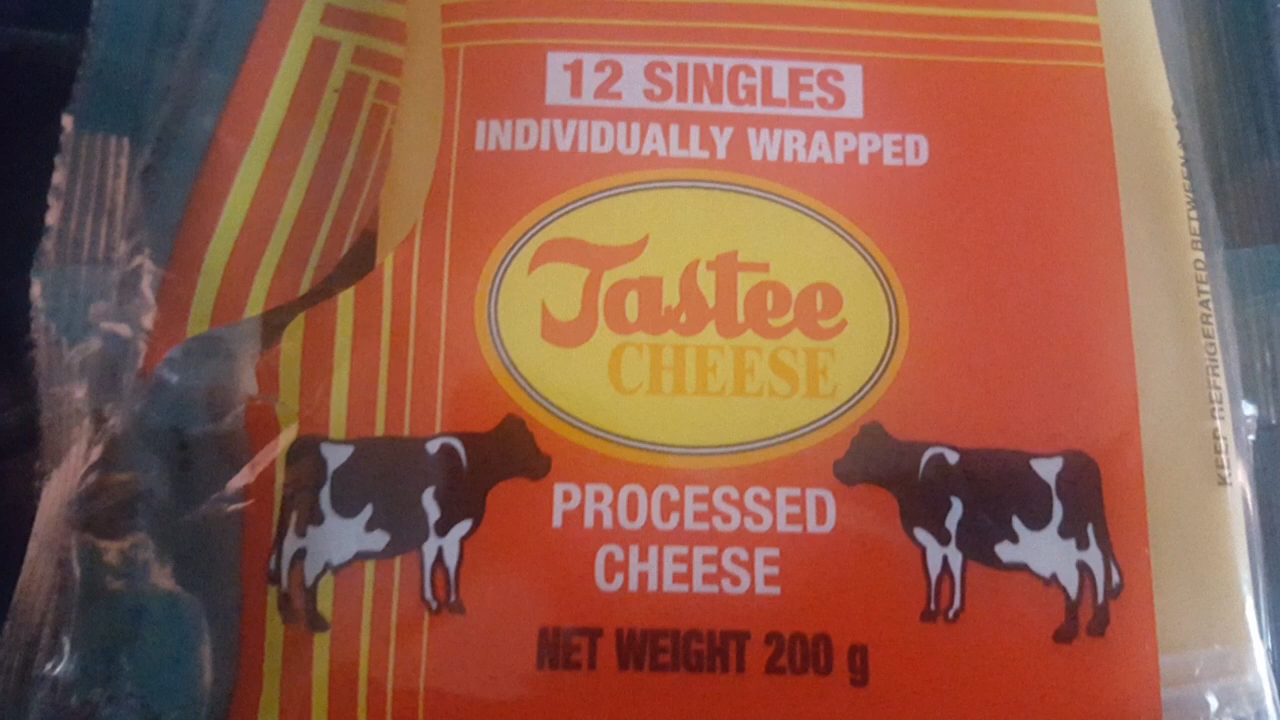 12 SINGLES
INDIVIDUALLY WRAPPED
Tastee
CHEESE
PROCESSED
CHEESE
NET WEIGHT 200 g
KEEP REFRIGERATED BETWEEN